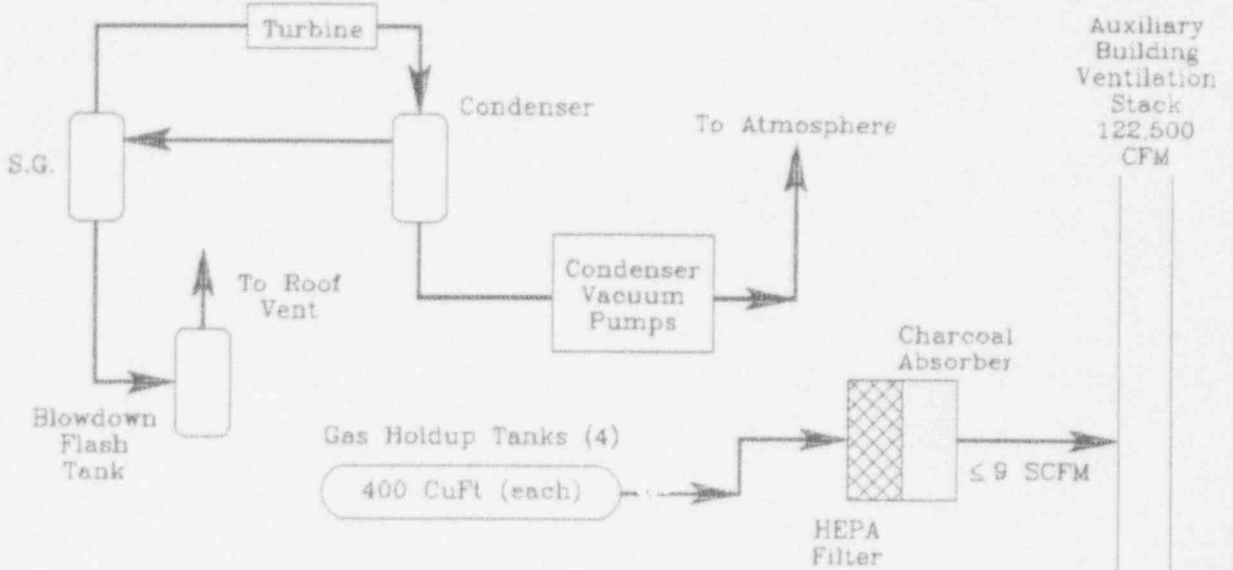 Turbine
Auxiliary
Building
Ventilation
Stack
122,500
CFM
Condenser
To Atmosphere
S.G.
To Roof
Vent
Condenser
Vacuum
Pumps
Charcoal
Absorber
Blowdown
Flash
Tank
Gas Holdup Tanks (4)
400 CuFt (each)
≤ 9 SCFM
HEPA
Filter